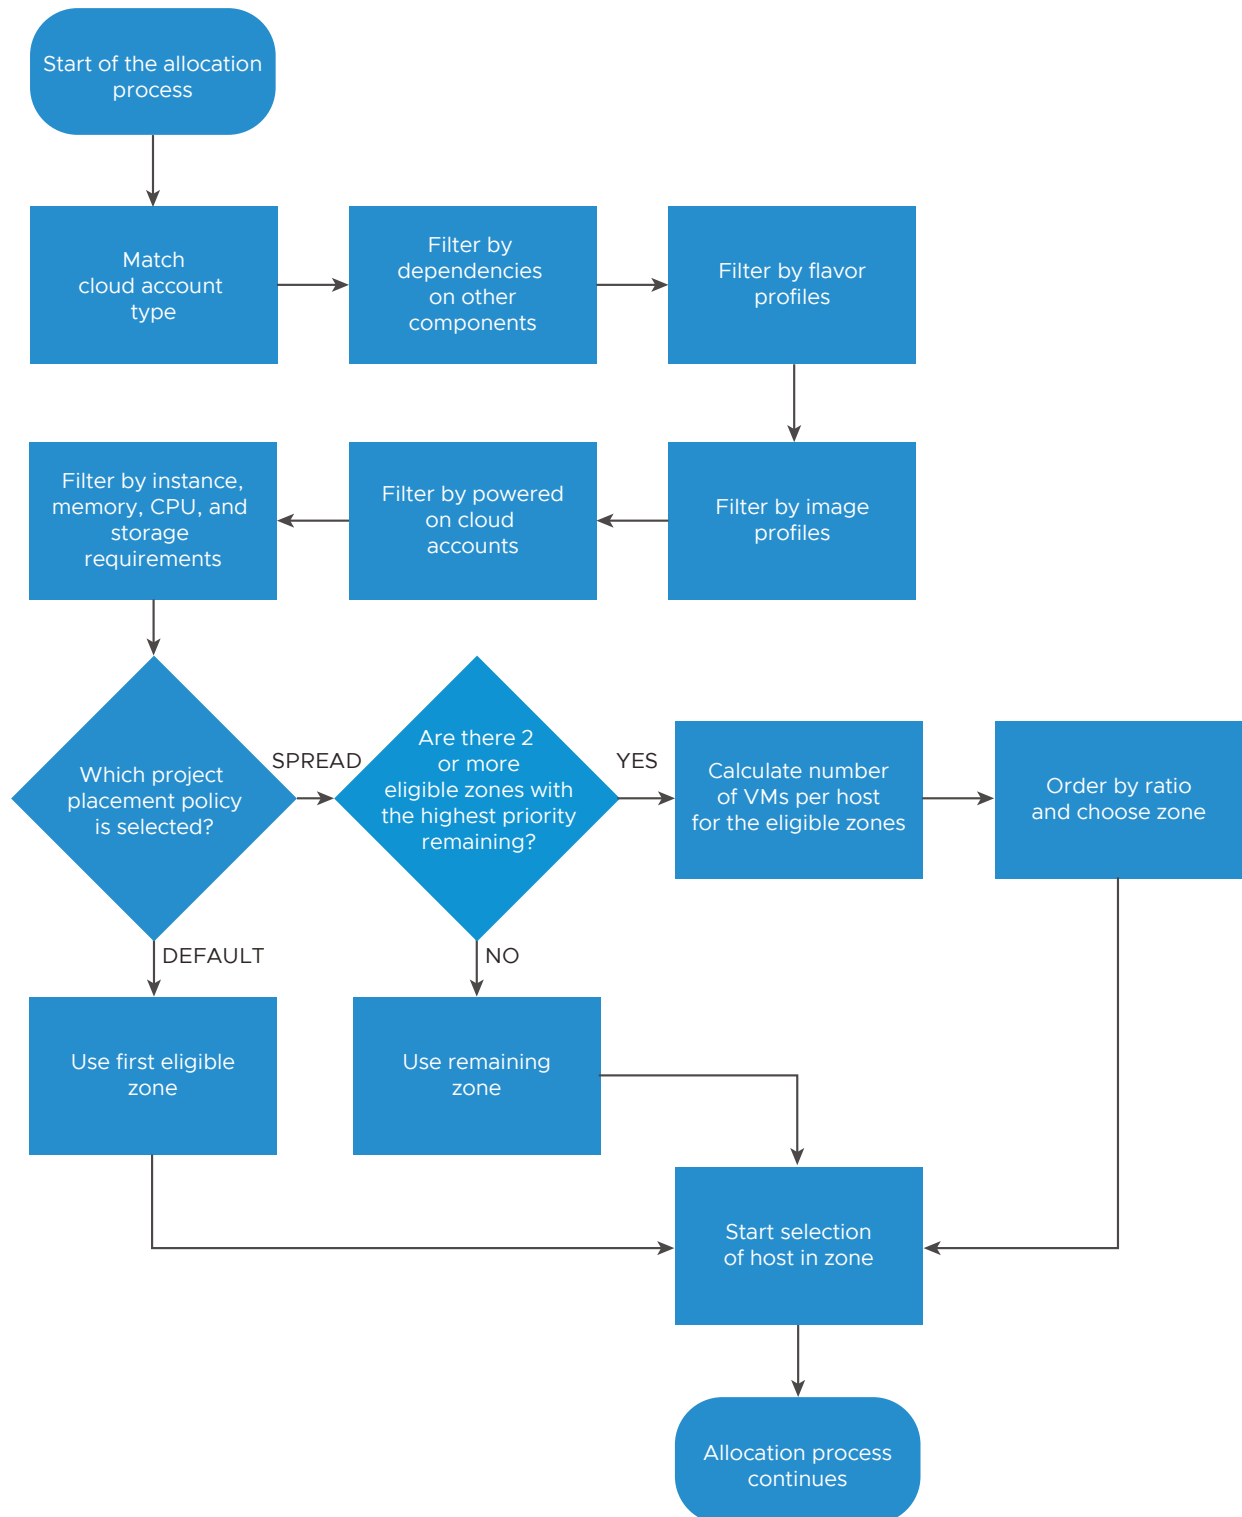 Start of the allocation
process
Match
cloud account
type
Filter by
dependencies
on other
components
Filter by flavor
profiles
Filter by instance,
memory, CPU, and
storage
requirements
Filter by powered
on cloud
accounts
Filter by image
profiles
Which project
placement policy
is selected?
SPREAD
Are there 2
or more
eligible zones with
the highest priority
remaining?
YES
Calculate number
of VMs per host
for the eligible zones
Order by ratio
and choose zone
DEFAULT
NO
Use first eligible
zone
Use remaining
zone
Start selection
of host in zone
Allocation process
continues